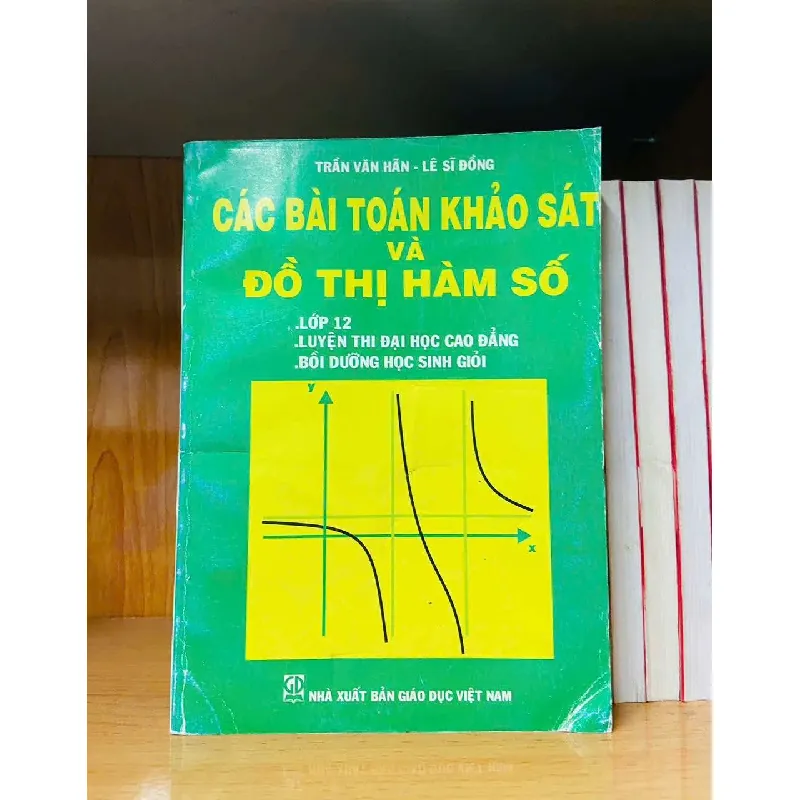 TRẦN VĂN HÃN - LÊ SĨ ĐỒNG
CÁC BÀI TOÁN KHẢO SÁT
VÀ
ĐỒ THỊ HÀM SỐ
.LỚP 12
.LUYỆN THI ĐẠI HỌC CAO ĐẲNG
.BỒI DƯỠNG HỌC SINH GIỎI
y
x
GD
NHÀ XUẤT BẢN GIÁO DỤC VIỆT NAM